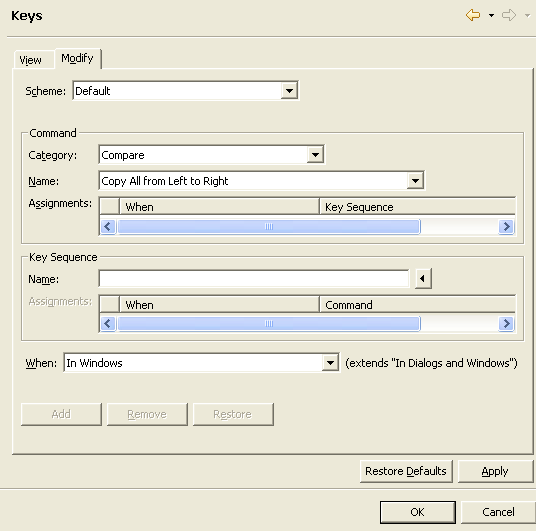 Keys
View Modify
Scheme: Default
Command
Category: Compare
Name: Copy All from Left to Right
Assignments: When Key Sequence
Key Sequence
Name:
Assignments: When Command
When: In Windows (extends "In Dialogs and Windows")
Add Remove Restore
Restore Defaults Apply
OK Cancel